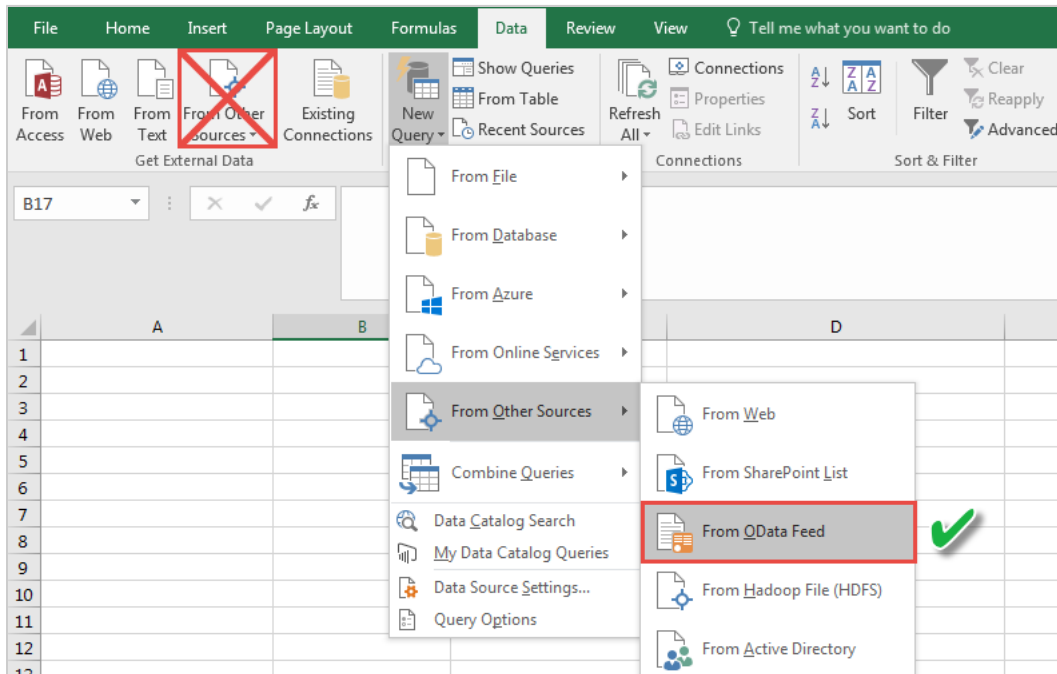 File Home Insert Page Layout Formulas Data Review View Tell me what you want to do
From Access
From Web
From Text
From Other Sources
Existing Connections
Get External Data
New Query
Show Queries
From Table
Recent Sources
Refresh All
Connections
Properties
Edit Links
Connections
Sort
Filter
Clear
Reapply
Advanced
Sort & Filter
B17 fx
From File
From Database
From Azure
From Online Services
From Other Sources
Combine Queries
Data Catalog Search
My Data Catalog Queries
Data Source Settings...
Query Options
From Web
From SharePoint List
From OData Feed
From Hadoop File (HDFS)
From Active Directory
A B D
1
2
3
4
5
6
7
8
9
10
11
12
13